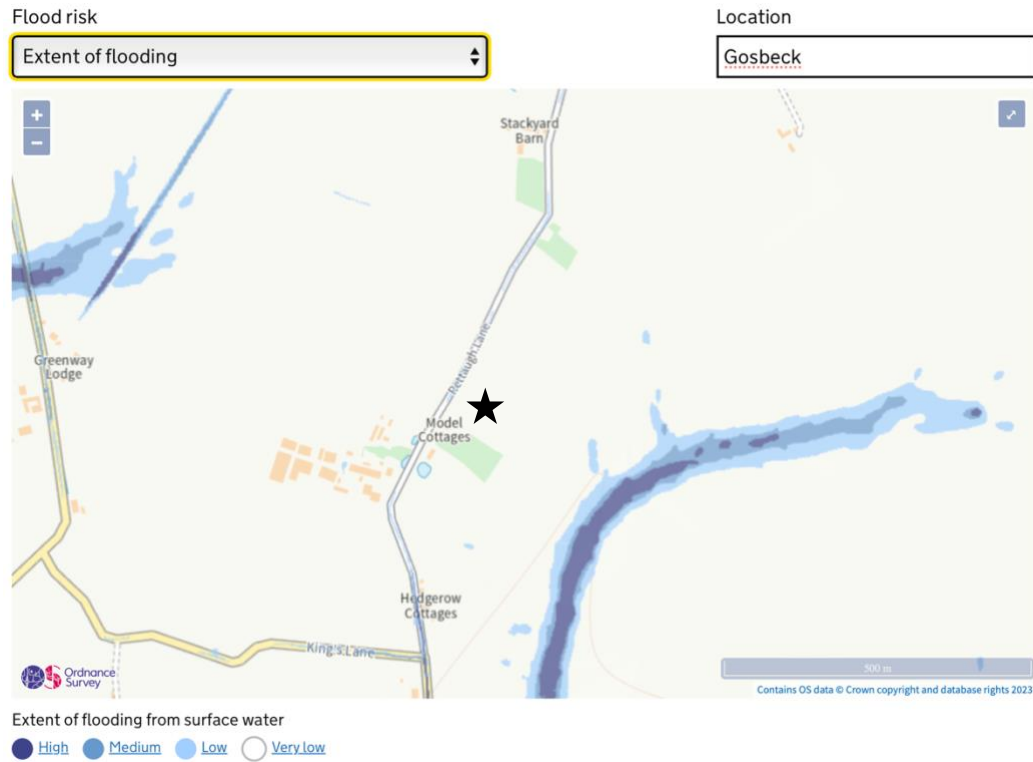 Flood risk
Location
Extent of flooding
Gosbeck
+
−
Stackyard
Barn
Greenway
Lodge
Rettaugh Lane
Model
Cottages
Hedgerow
Cottages
King's Lane
Ordnance
Survey
500 m
Contains OS data © Crown copyright and database rights 2023
Extent of flooding from surface water
High Medium Low Very low